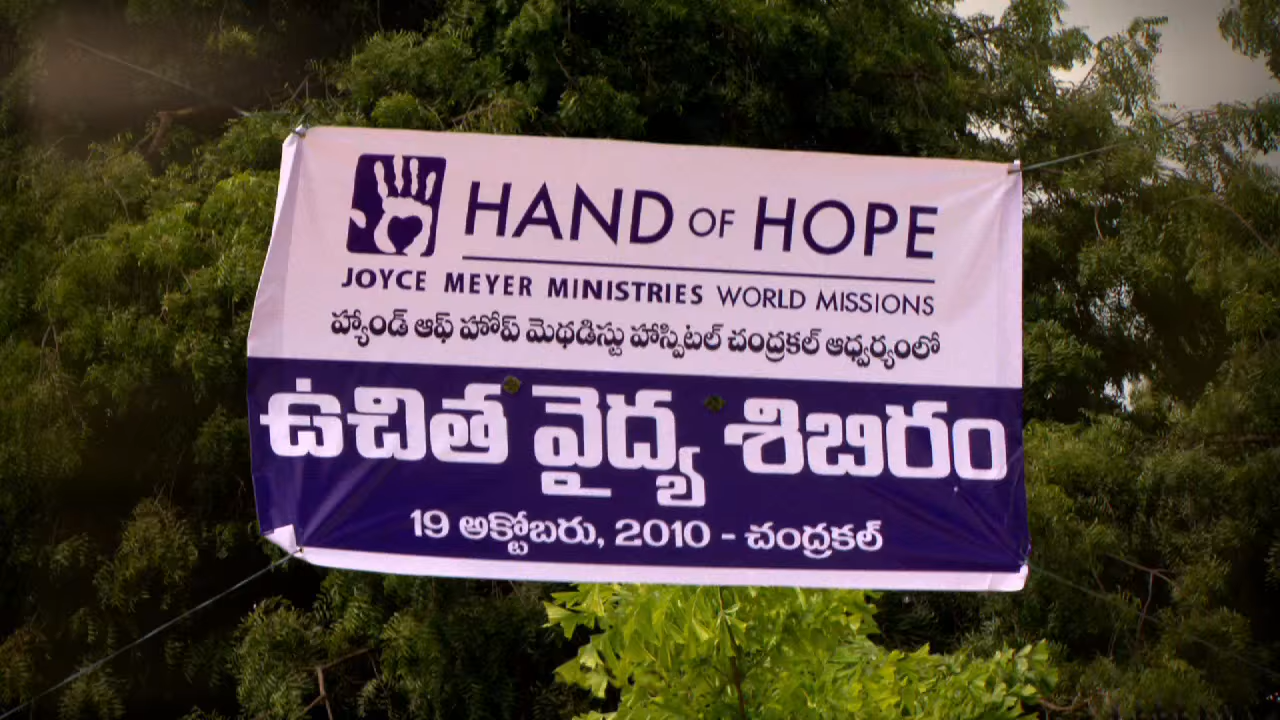 HAND OF HOPE
JOYCE MEYER MINISTRIES WORLD MISSIONS
హ్యాండ్ ఆఫ్ హోప్ మెథడిస్టు హాస్పిటల్ చంద్రకల్ ఆధ్వర్యంలో
ఉచిత వైద్య శిబిరం
19 అక్టోబరు, 2010 - చంద్రకల్